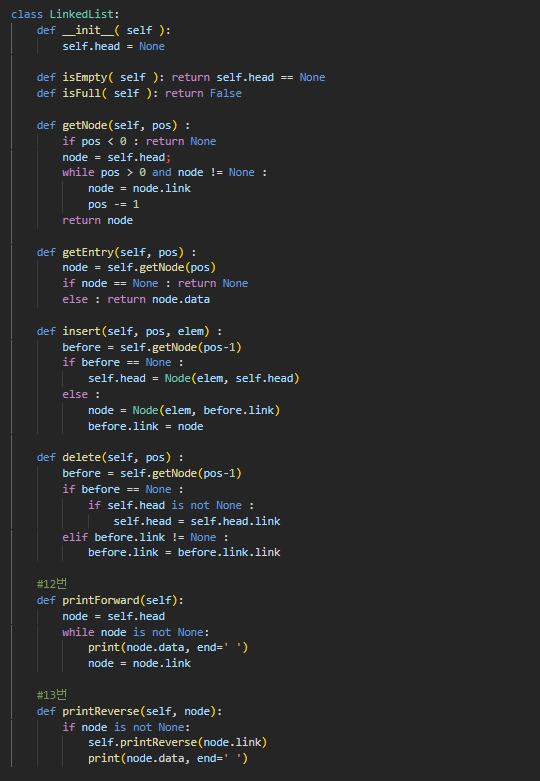 class LinkedList:
    def __init__( self ):
        self.head = None

    def isEmpty( self ): return self.head == None
    def isFull( self ): return False

    def getNode(self, pos) :
        if pos < 0 : return None
        node = self.head;
        while pos > 0 and node != None :
            node = node.link
            pos -= 1
        return node

    def getEntry(self, pos) :
        node = self.getNode(pos)
        if node == None : return None
        else : return node.data

    def insert(self, pos, elem) :
        before = self.getNode(pos-1)
        if before == None :
            self.head = Node(elem, self.head)
        else :
            node = Node(elem, before.link)
            before.link = node

    def delete(self, pos) :
        before = self.getNode(pos-1)
        if before == None :
            if self.head is not None :
                self.head = self.head.link
        elif before.link != None :
            before.link = before.link.link

    #12번
    def printForward(self):
        node = self.head
        while node is not None:
            print(node.data, end=' ')
            node = node.link

    #13번
    def printReverse(self, node):
        if node is not None:
            self.printReverse(node.link)
            print(node.data, end=' ')